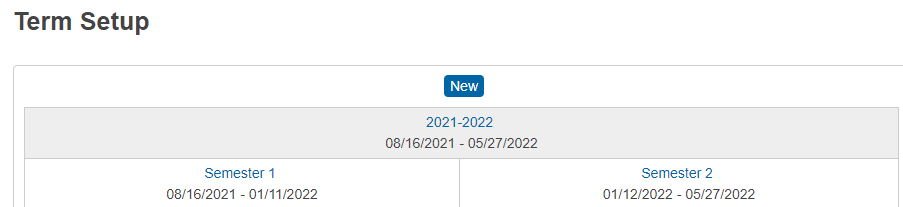 Term Setup
New
2021-2022
08/16/2021 - 05/27/2022
Semester 1
08/16/2021 - 01/11/2022
Semester 2
01/12/2022 - 05/27/2022